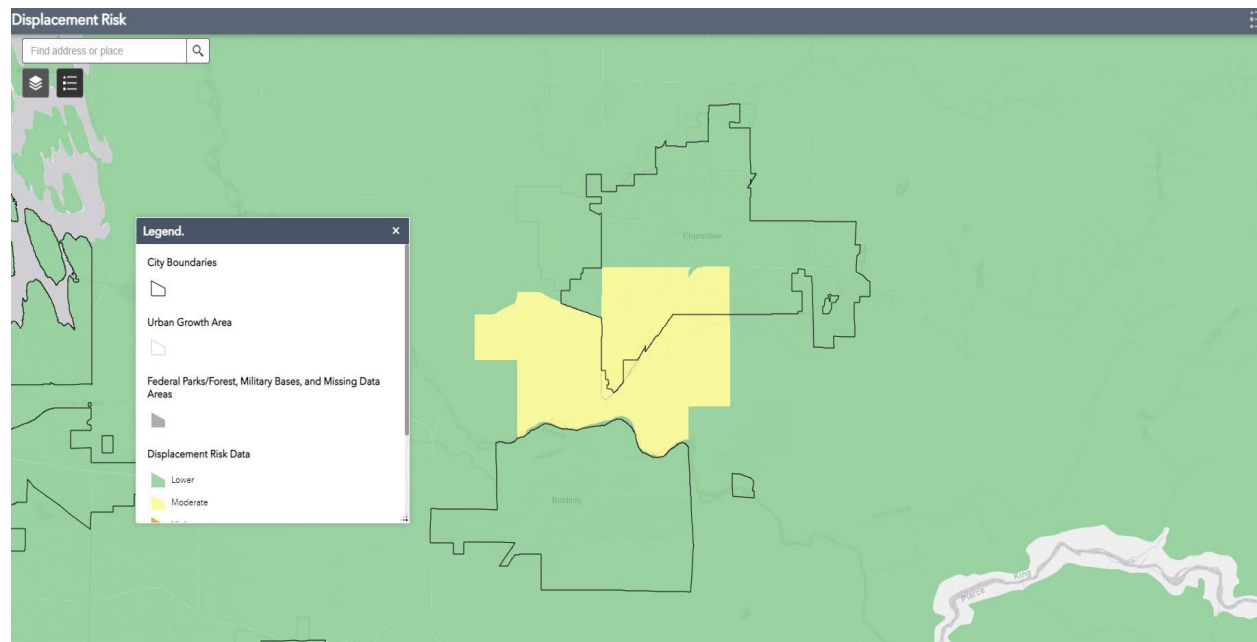 Displacement Risk
Find address or place
Legend.
City Boundaries
Urban Growth Area
Federal Parks/Forest, Military Bases, and Missing Data
Areas
Displacement Risk Data
Lower
Moderate
Enumclaw
Buckley
King
Pierce